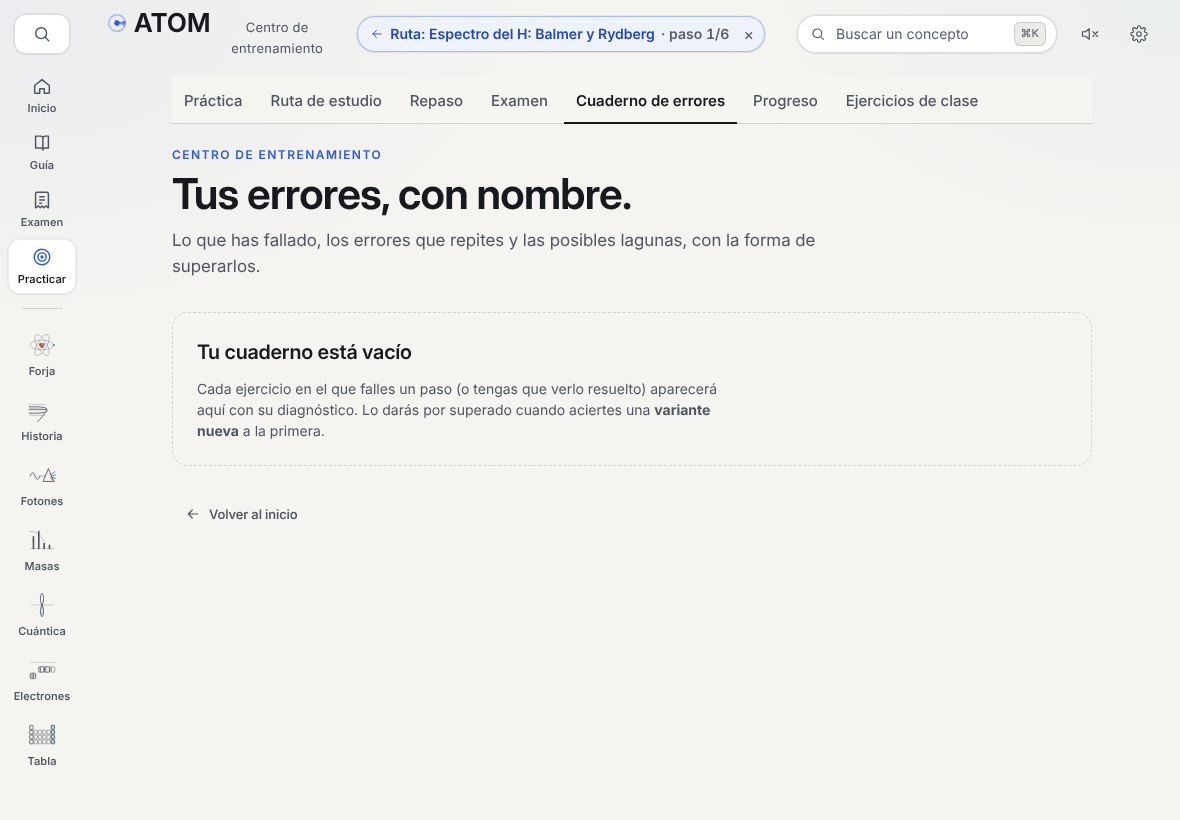 ATOM
Centro de
entrenamiento
← Ruta: Espectro del H: Balmer y Rydberg · paso 1/6 ×
Buscar un concepto ⌘K
Inicio
Guía
Examen
Practicar
Forja
Historia
Fotones
Masas
Cuántica
Electrones
Tabla
Práctica Ruta de estudio Repaso Examen Cuaderno de errores Progreso Ejercicios de clase
CENTRO DE ENTRENAMIENTO
Tus errores, con nombre.
Lo que has fallado, los errores que repites y las posibles lagunas, con la forma de
superarlos.
Tu cuaderno está vacío
Cada ejercicio en el que falles un paso (o tengas que verlo resuelto) aparecerá
aquí con su diagnóstico. Lo darás por superado cuando aciertes una variante
nueva a la primera.
← Volver al inicio